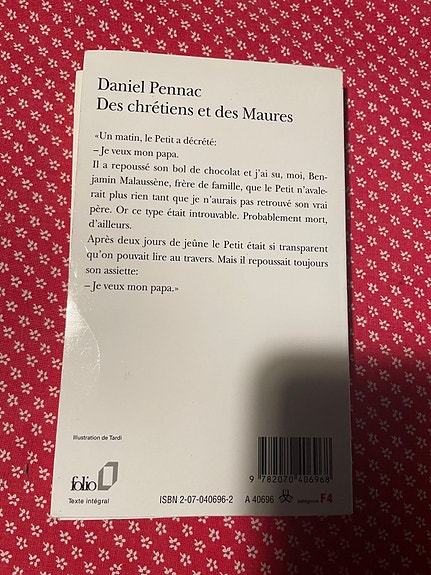 Daniel Pennac
Des chrétiens et des Maures
«Un matin, le Petit a décrété:
– Je veux mon papa.
Il a repoussé son bol de chocolat et j'ai su, moi, Ben-
jamin Malaussène, frère de famille, que le Petit n'avale-
rait plus rien tant que je n'aurais pas retrouvé son vrai
père. Or ce type était introuvable. Probablement mort,
d'ailleurs.
Après deux jours de jeûne le Petit était si transparent
qu'on pouvait lire au travers. Mais il repoussait toujours
son assiette:
– Je veux mon papa.»
Illustration de Tardi
folio
Texte intégral
9 782070 406968
ISBN 2-07-040696-2 A 40696 catégorie F4